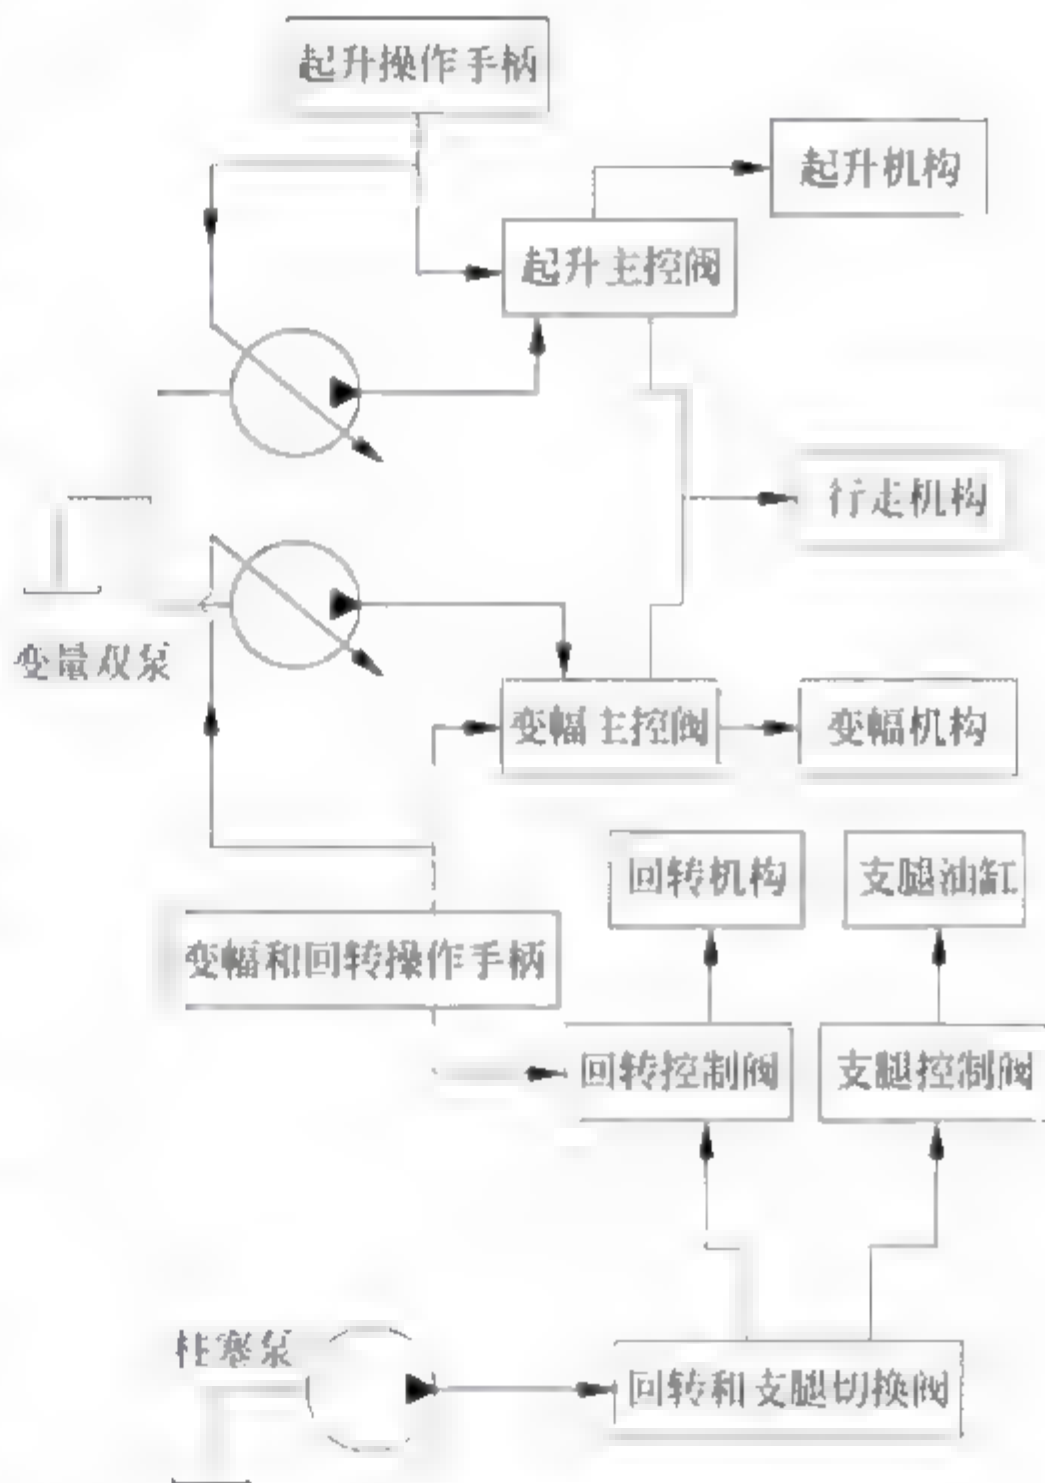 起升操作手柄
起升机构
起升主控阀
行走机构
变量双泵
变幅主控阀
变幅机构
回转机构
支腿油缸
变幅和回转操作手柄
回转控制阀
支腿控制阀
柱塞泵
回转和支腿切换阀